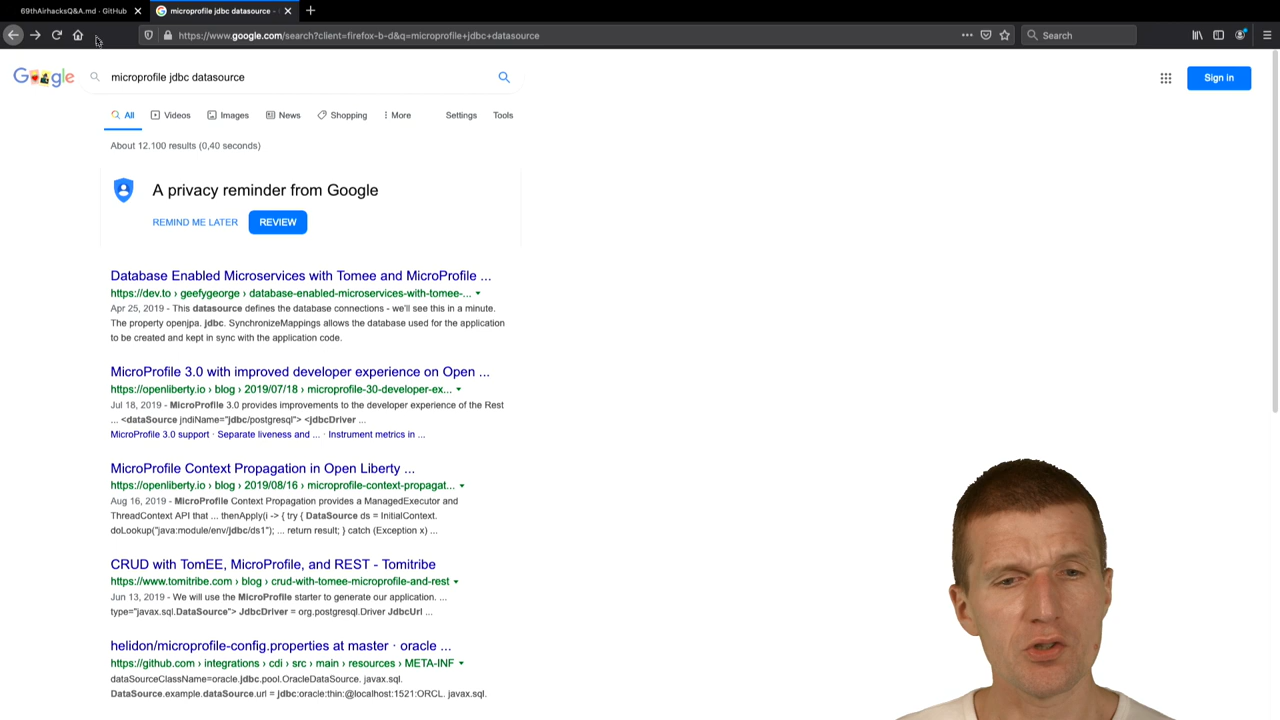 69thAirhacksQ&A.md · GitHub
microprofile jdbc datasource -
https://www.google.com/search?client=firefox-b-d&q=microprofile+jdbc+datasource
Search
Google
microprofile jdbc datasource
Sign in
All
Videos
Images
News
Shopping
More
Settings
Tools
About 12.100 results (0,40 seconds)
A privacy reminder from Google
REMIND ME LATER
REVIEW
Database Enabled Microservices with Tomee and MicroProfile ...
https://dev.to › geefygeorge › database-enabled-microservices-with-tomee-...
Apr 25, 2019 - This datasource defines the database connections - we'll see this in a minute.
The property openjpa. jdbc. SynchronizeMappings allows the database used for the application
to be created and kept in sync with the application code.
MicroProfile 3.0 with improved developer experience on Open ...
https://openliberty.io › blog › 2019/07/18 › microprofile-30-developer-ex...
Jul 18, 2019 - MicroProfile 3.0 provides improvements to the developer experience of the Rest
... <dataSource jndiName="jdbc/postgresql"> <jdbcDriver ...
MicroProfile 3.0 support · Separate liveness and ... · Instrument metrics in ...
MicroProfile Context Propagation in Open Liberty ...
https://openliberty.io › blog › 2019/08/16 › microprofile-context-propagat...
Aug 16, 2019 - MicroProfile Context Propagation provides a ManagedExecutor and
ThreadContext API that ... thenApply(i -> { try { DataSource ds = InitialContext.
doLookup("java:module/env/jdbc/ds1"); ... return result; } catch (Exception x) ...
CRUD with TomEE, MicroProfile, and REST - Tomitribe
https://www.tomitribe.com › blog › crud-with-tomee-microprofile-and-rest
Jun 13, 2019 - We will use the MicroProfile starter to generate our application. ...
type="javax.sql.DataSource"> JdbcDriver = org.postgresql.Driver JdbcUrl ...
helidon/microprofile-config.properties at master · oracle ...
https://github.com › integrations › cdi › src › main › resources › META-INF
dataSourceClassName=oracle.jdbc.pool.OracleDataSource. javax.sql.
DataSource.example.dataSource.url = jdbc:oracle:thin:@localhost:1521:ORCL. javax.sql.